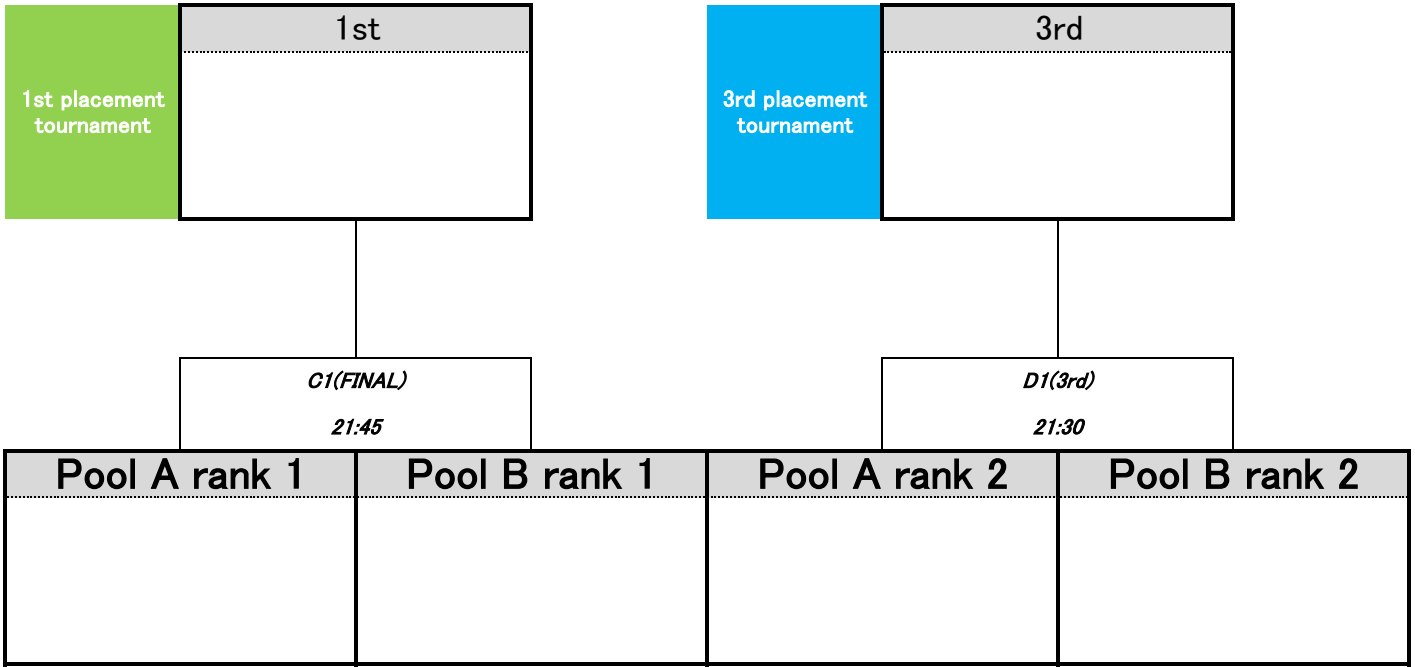 1st
1st placement
tournament
3rd
3rd placement
tournament
C1(FINAL)
21:45
D1(3rd)
21:30
Pool A rank 1
Pool B rank 1
Pool A rank 2
Pool B rank 2